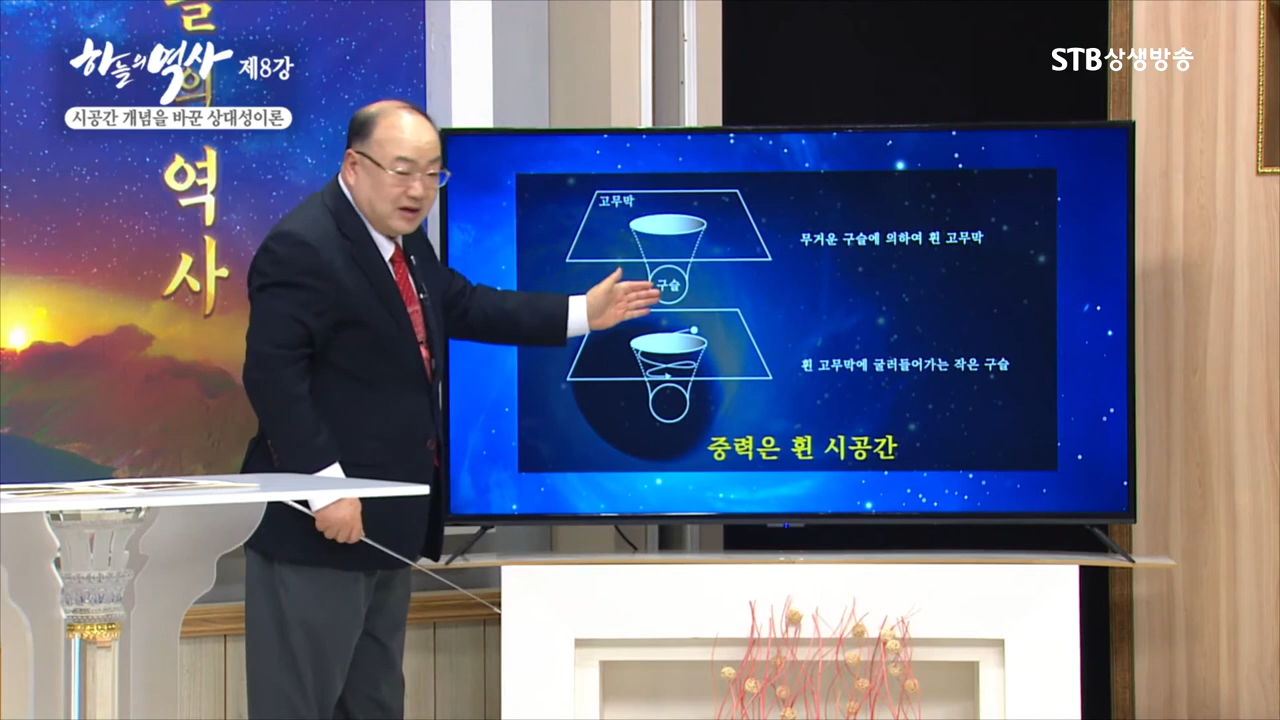 하늘의 역사 제8강
시공간 개념을 바꾼 상대성이론
STB상생방송
늘의 역사
고무막
구슬
무거운 구슬에 의하여 휜 고무막
휜 고무막에 굴러들어가는 작은 구슬
중력은 휜 시공간